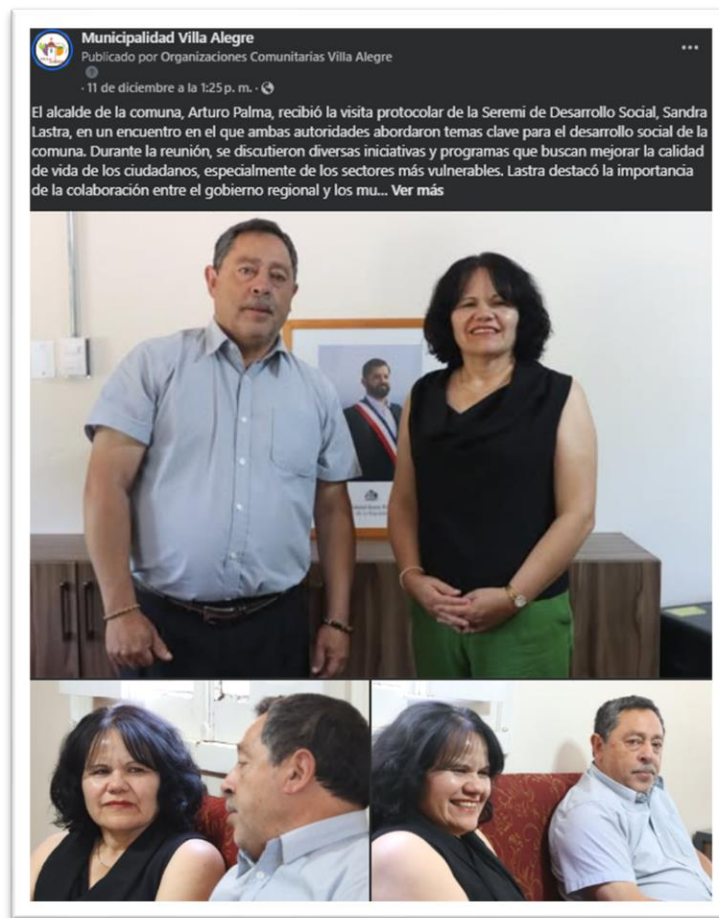 Municipalidad Villa Alegre
Publicado por Organizaciones Comunitarias Villa Alegre
· 11 de diciembre a la 1:25 p. m. ·
El alcalde de la comuna, Arturo Palma, recibió la visita protocolar de la Seremi de Desarrollo Social, Sandra
Lastra, en un encuentro en el que ambas autoridades abordaron temas clave para el desarrollo social de la
comuna. Durante la reunión, se discutieron diversas iniciativas y programas que buscan mejorar la calidad
de vida de los ciudadanos, especialmente de los sectores más vulnerables. Lastra destacó la importancia
de la colaboración entre el gobierno regional y los mu... Ver más